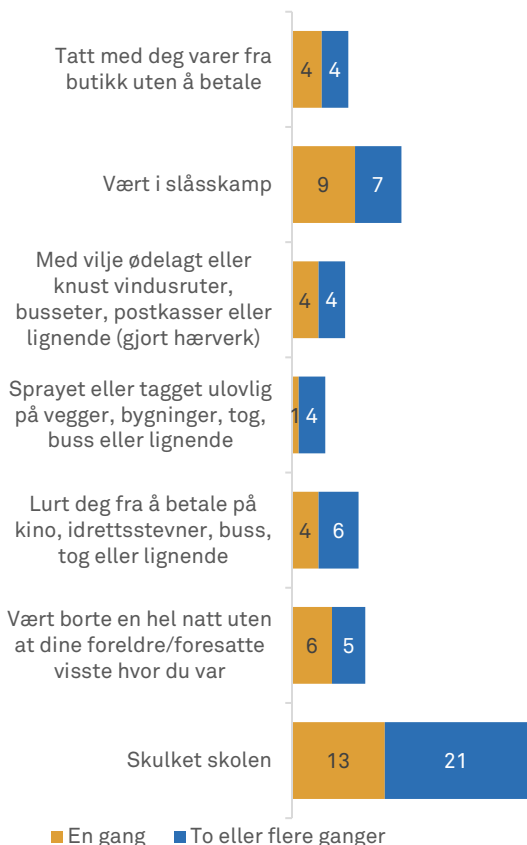 Tatt med deg varer fra
butikk uten å betale
4 4
Vært i slåsskamp
9 7
Med vilje ødelagt eller
knust vindusruter,
busseter, postkasser eller
lignende (gjort hærverk)
4 4
Sprayet eller tagget ulovlig
på vegger, bygninger, tog,
buss eller lignende
1 4
Lurt deg fra å betale på
kino, idrettsstevner, buss,
tog eller lignende
4 6
Vært borte en hel natt uten
at dine foreldre/foresatte
visste hvor du var
6 5
Skulket skolen
13 21
En gang To eller flere ganger